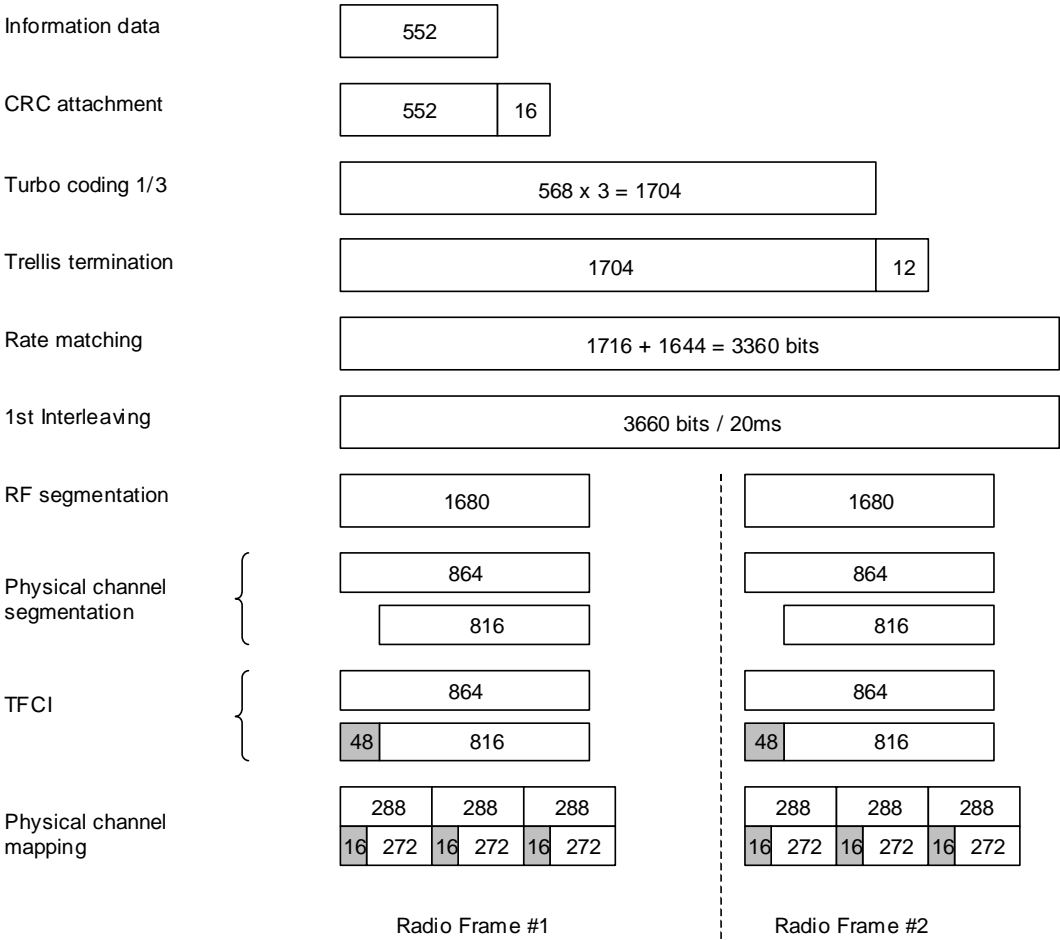 Information data
552
CRC attachment
552 16
Turbo coding 1/3
568 x 3 = 1704
Trellis termination
1704 12
Rate matching
1716 + 1644 = 3360 bits
1st Interleaving
3660 bits / 20ms
RF segmentation
1680 1680
Physical channel
segmentation
864 864
816 816
TFCI
864 864
48 816 48 816
Physical channel
mapping
288 288 288 288 288 288
16 272 16 272 16 272 16 272 16 272 16 272
Radio Frame #1 Radio Frame #2